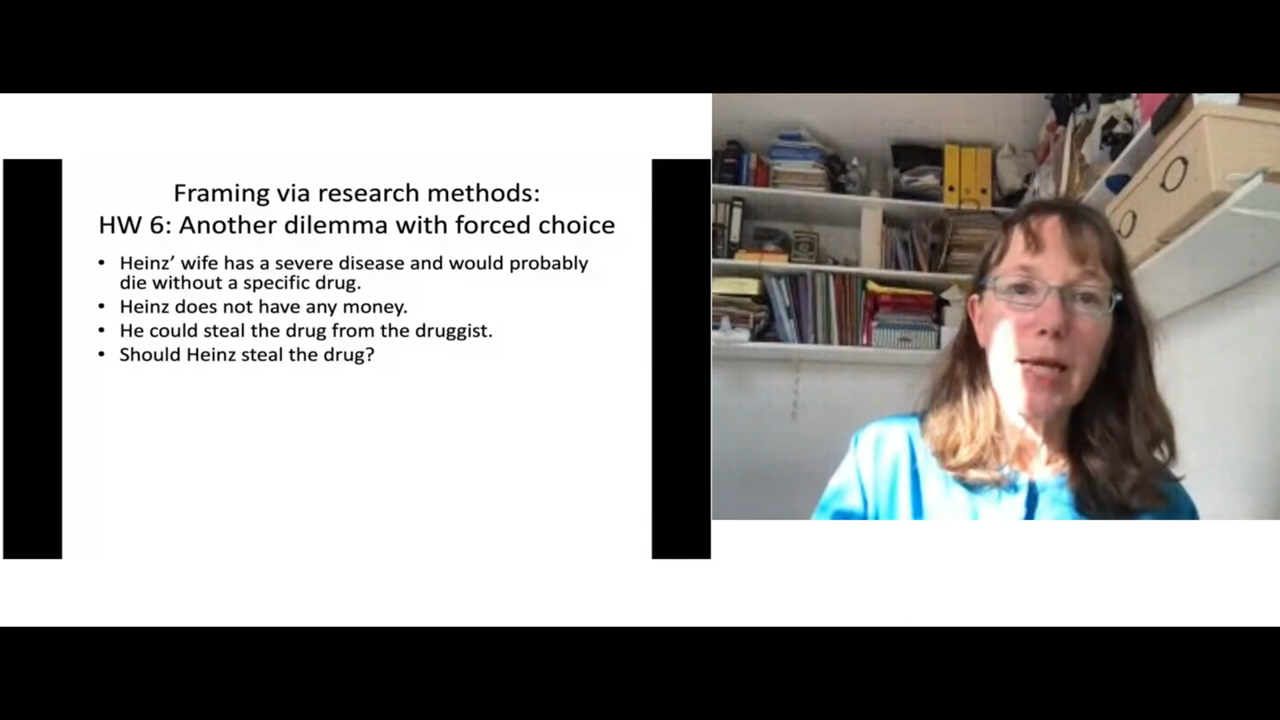 Framing via research methods:
HW 6: Another dilemma with forced choice
• Heinz’ wife has a severe disease and would probably
die without a specific drug.
• Heinz does not have any money.
• He could steal the drug from the druggist.
• Should Heinz steal the drug?